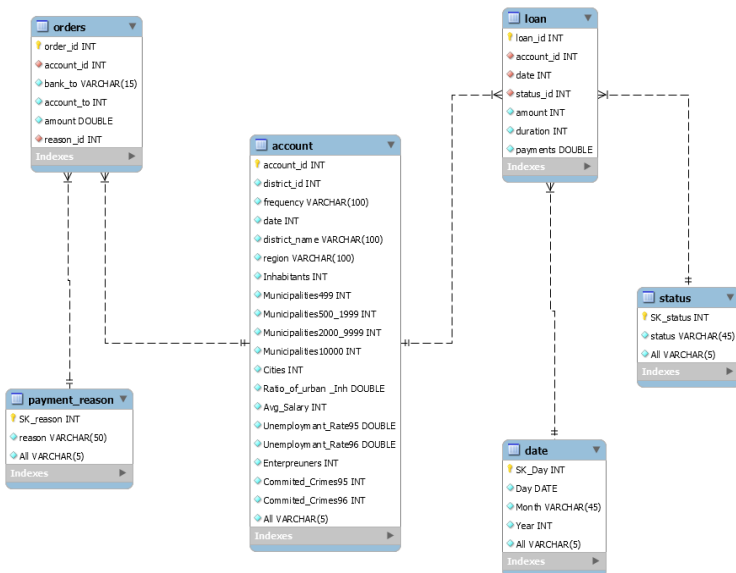 orders
order_id INT
account_id INT
bank_to VARCHAR(15)
account_to INT
amount DOUBLE
reason_id INT
Indexes
loan
loan_id INT
account_id INT
date INT
status_id INT
amount INT
duration INT
payments DOUBLE
Indexes
account
account_id INT
district_id INT
frequency VARCHAR(100)
date INT
district_name VARCHAR(100)
region VARCHAR(100)
Inhabitants INT
Municipalities499 INT
Municipalities500_1999 INT
Municipalities2000_9999 INT
Municipalities10000 INT
Cities INT
Ratio_of_urban _Inh DOUBLE
Avg_Salary INT
Unemploymant_Rate95 DOUBLE
Unemploymant_Rate96 DOUBLE
Enterpreuners INT
Commited_Crimes95 INT
Commited_Crimes96 INT
All VARCHAR(5)
Indexes
status
SK_status INT
status VARCHAR(45)
All VARCHAR(5)
Indexes
payment_reason
SK_reason INT
reason VARCHAR(50)
All VARCHAR(5)
Indexes
date
SK_Day INT
Day DATE
Month VARCHAR(45)
Year INT
All VARCHAR(5)
Indexes